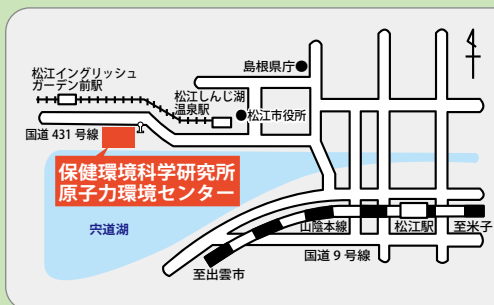 島根県庁
松江イングリッシュ
ガーデン前駅
松江しんじ湖
温泉駅
松江市役所
国道431号線
保健環境科学研究所
原子力環境センター
宍道湖
山陰本線
松江駅
至米子
国道9号線
至出雲市